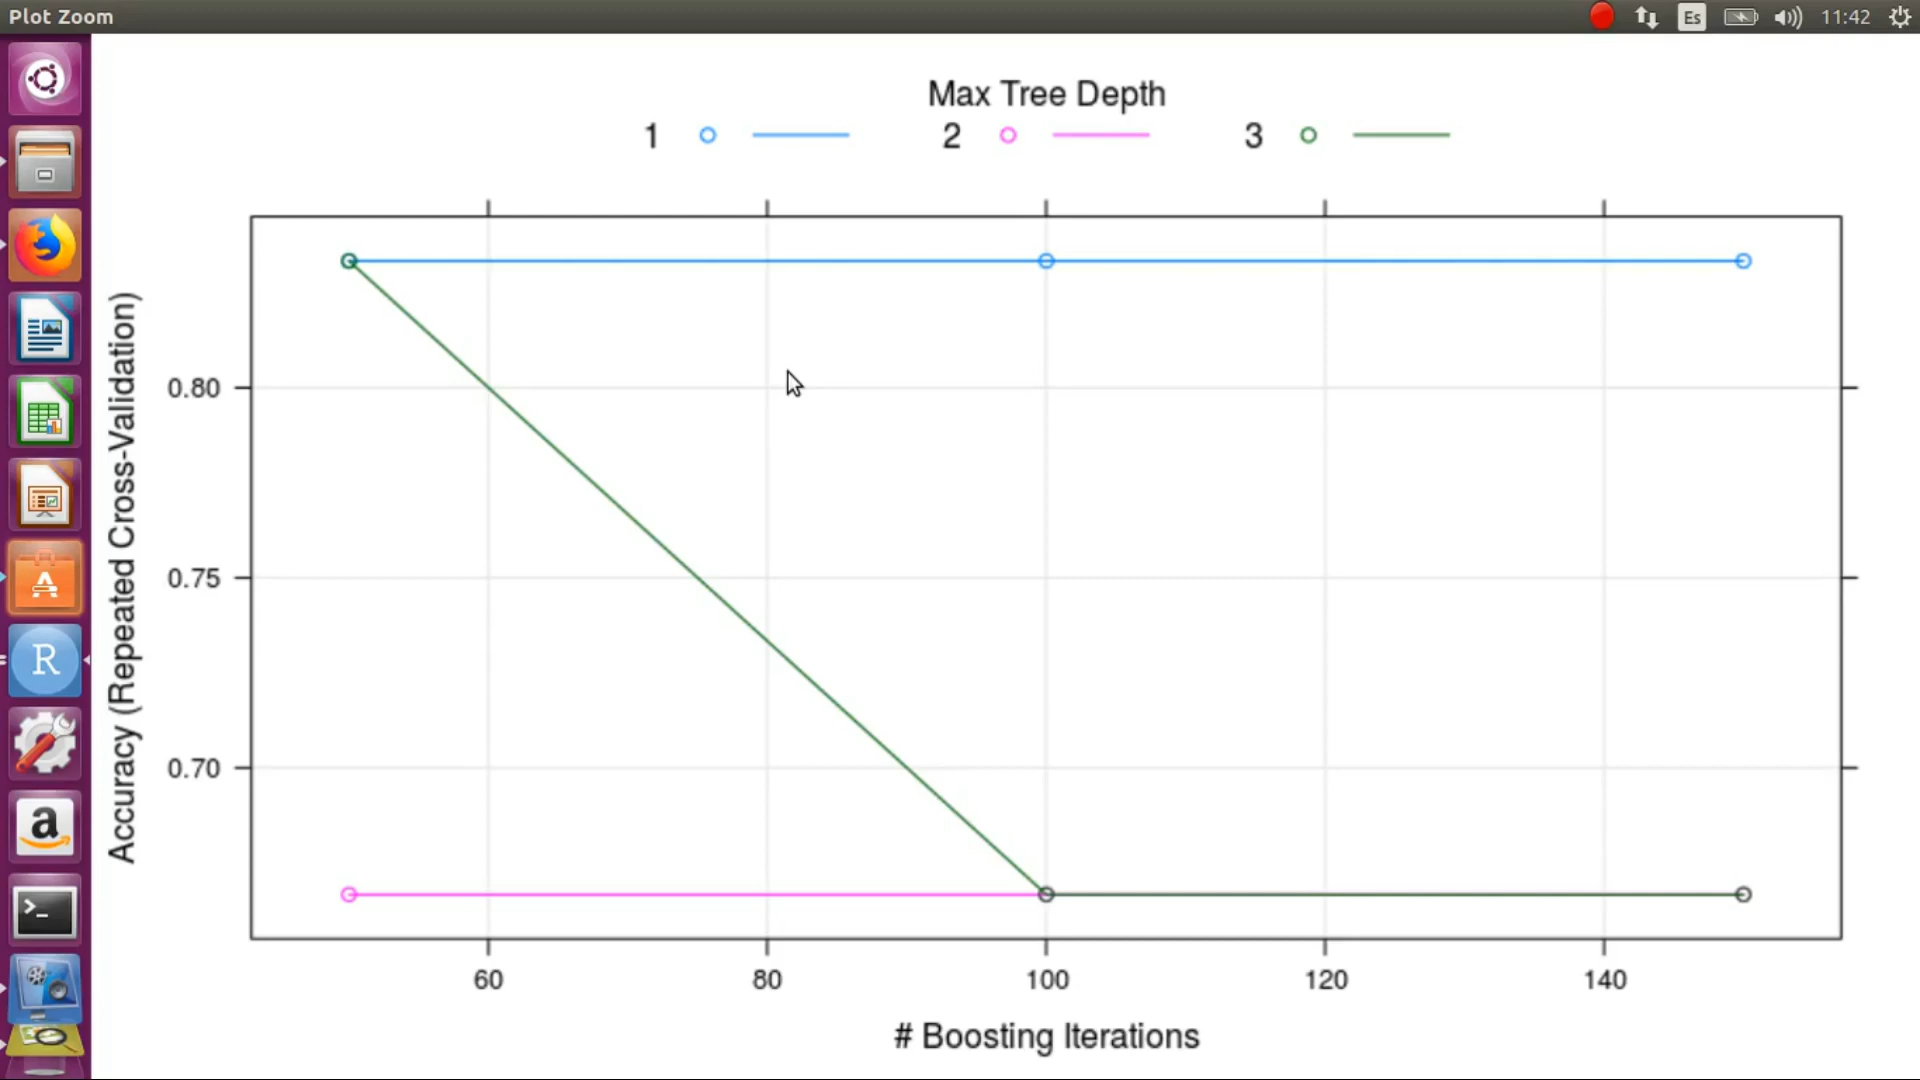 Plot Zoom
Es
11:42
Max Tree Depth
1 2 3
Accuracy (Repeated Cross-Validation)
0.80
0.75
0.70
60 80 100 120 140
# Boosting Iterations
R
a
>_